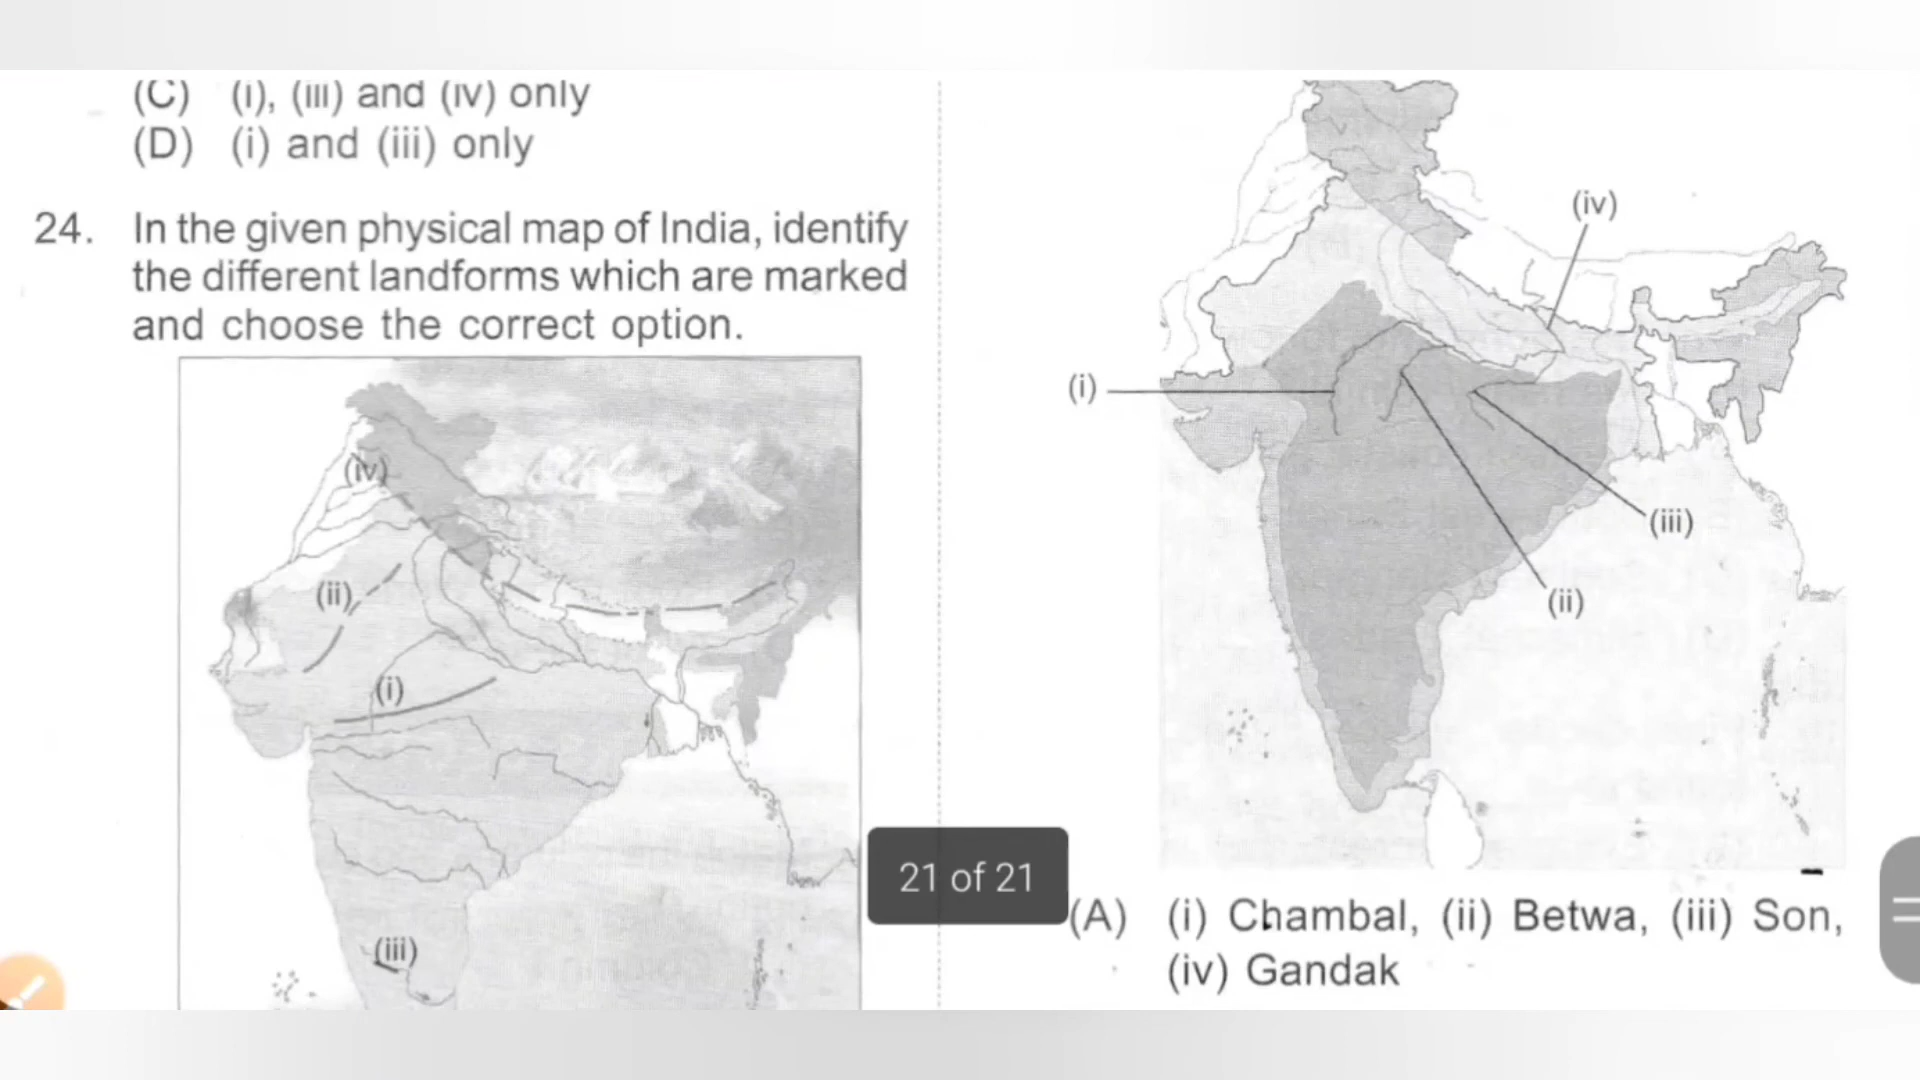 (C) (i), (iii) and (iv) only
(D) (i) and (iii) only
24. In the given physical map of India, identify
the different landforms which are marked
and choose the correct option.
(iv)
(ii)
(i)
(iii)
(iv)
(i)
(iii)
(ii)
21 of 21
(A) (i) Chambal, (ii) Betwa, (iii) Son,
(iv) Gandak